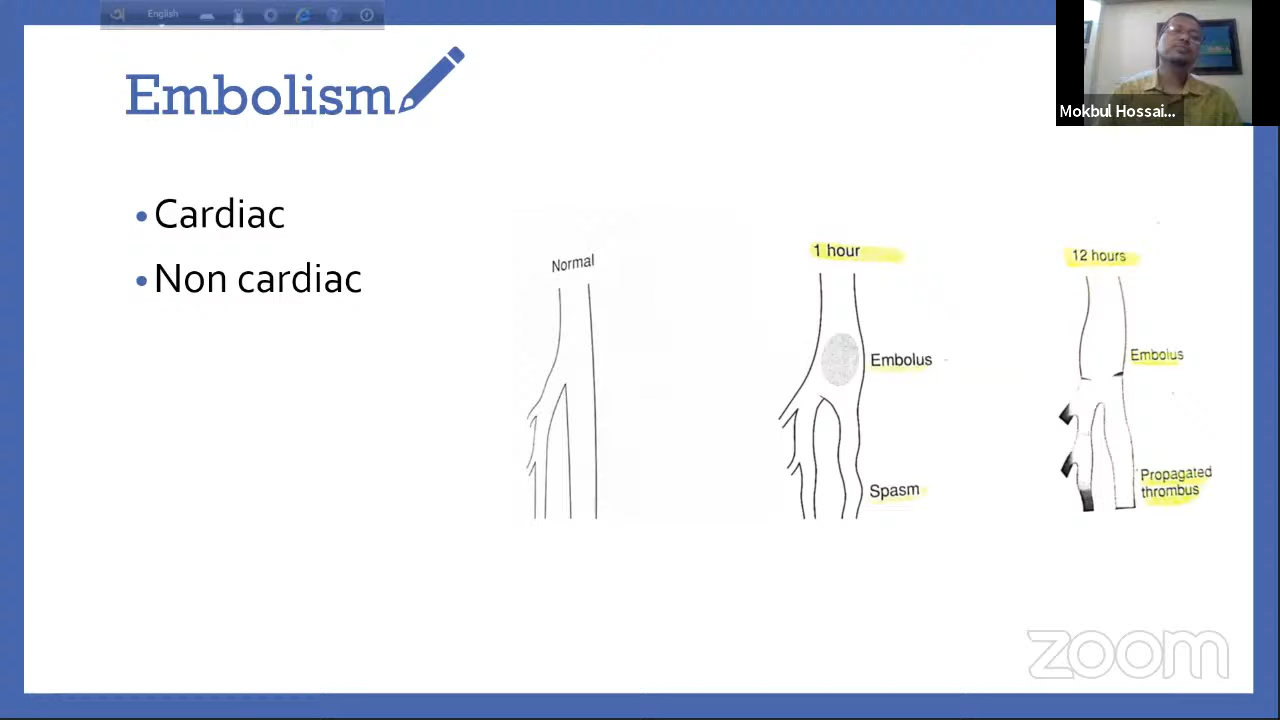 English
Embolism
Mokbul Hossai...
• Cardiac
• Non cardiac
Normal
1 hour
Embolus
Spasm
12 hours
Embolus
Propagated
thrombus
zoom